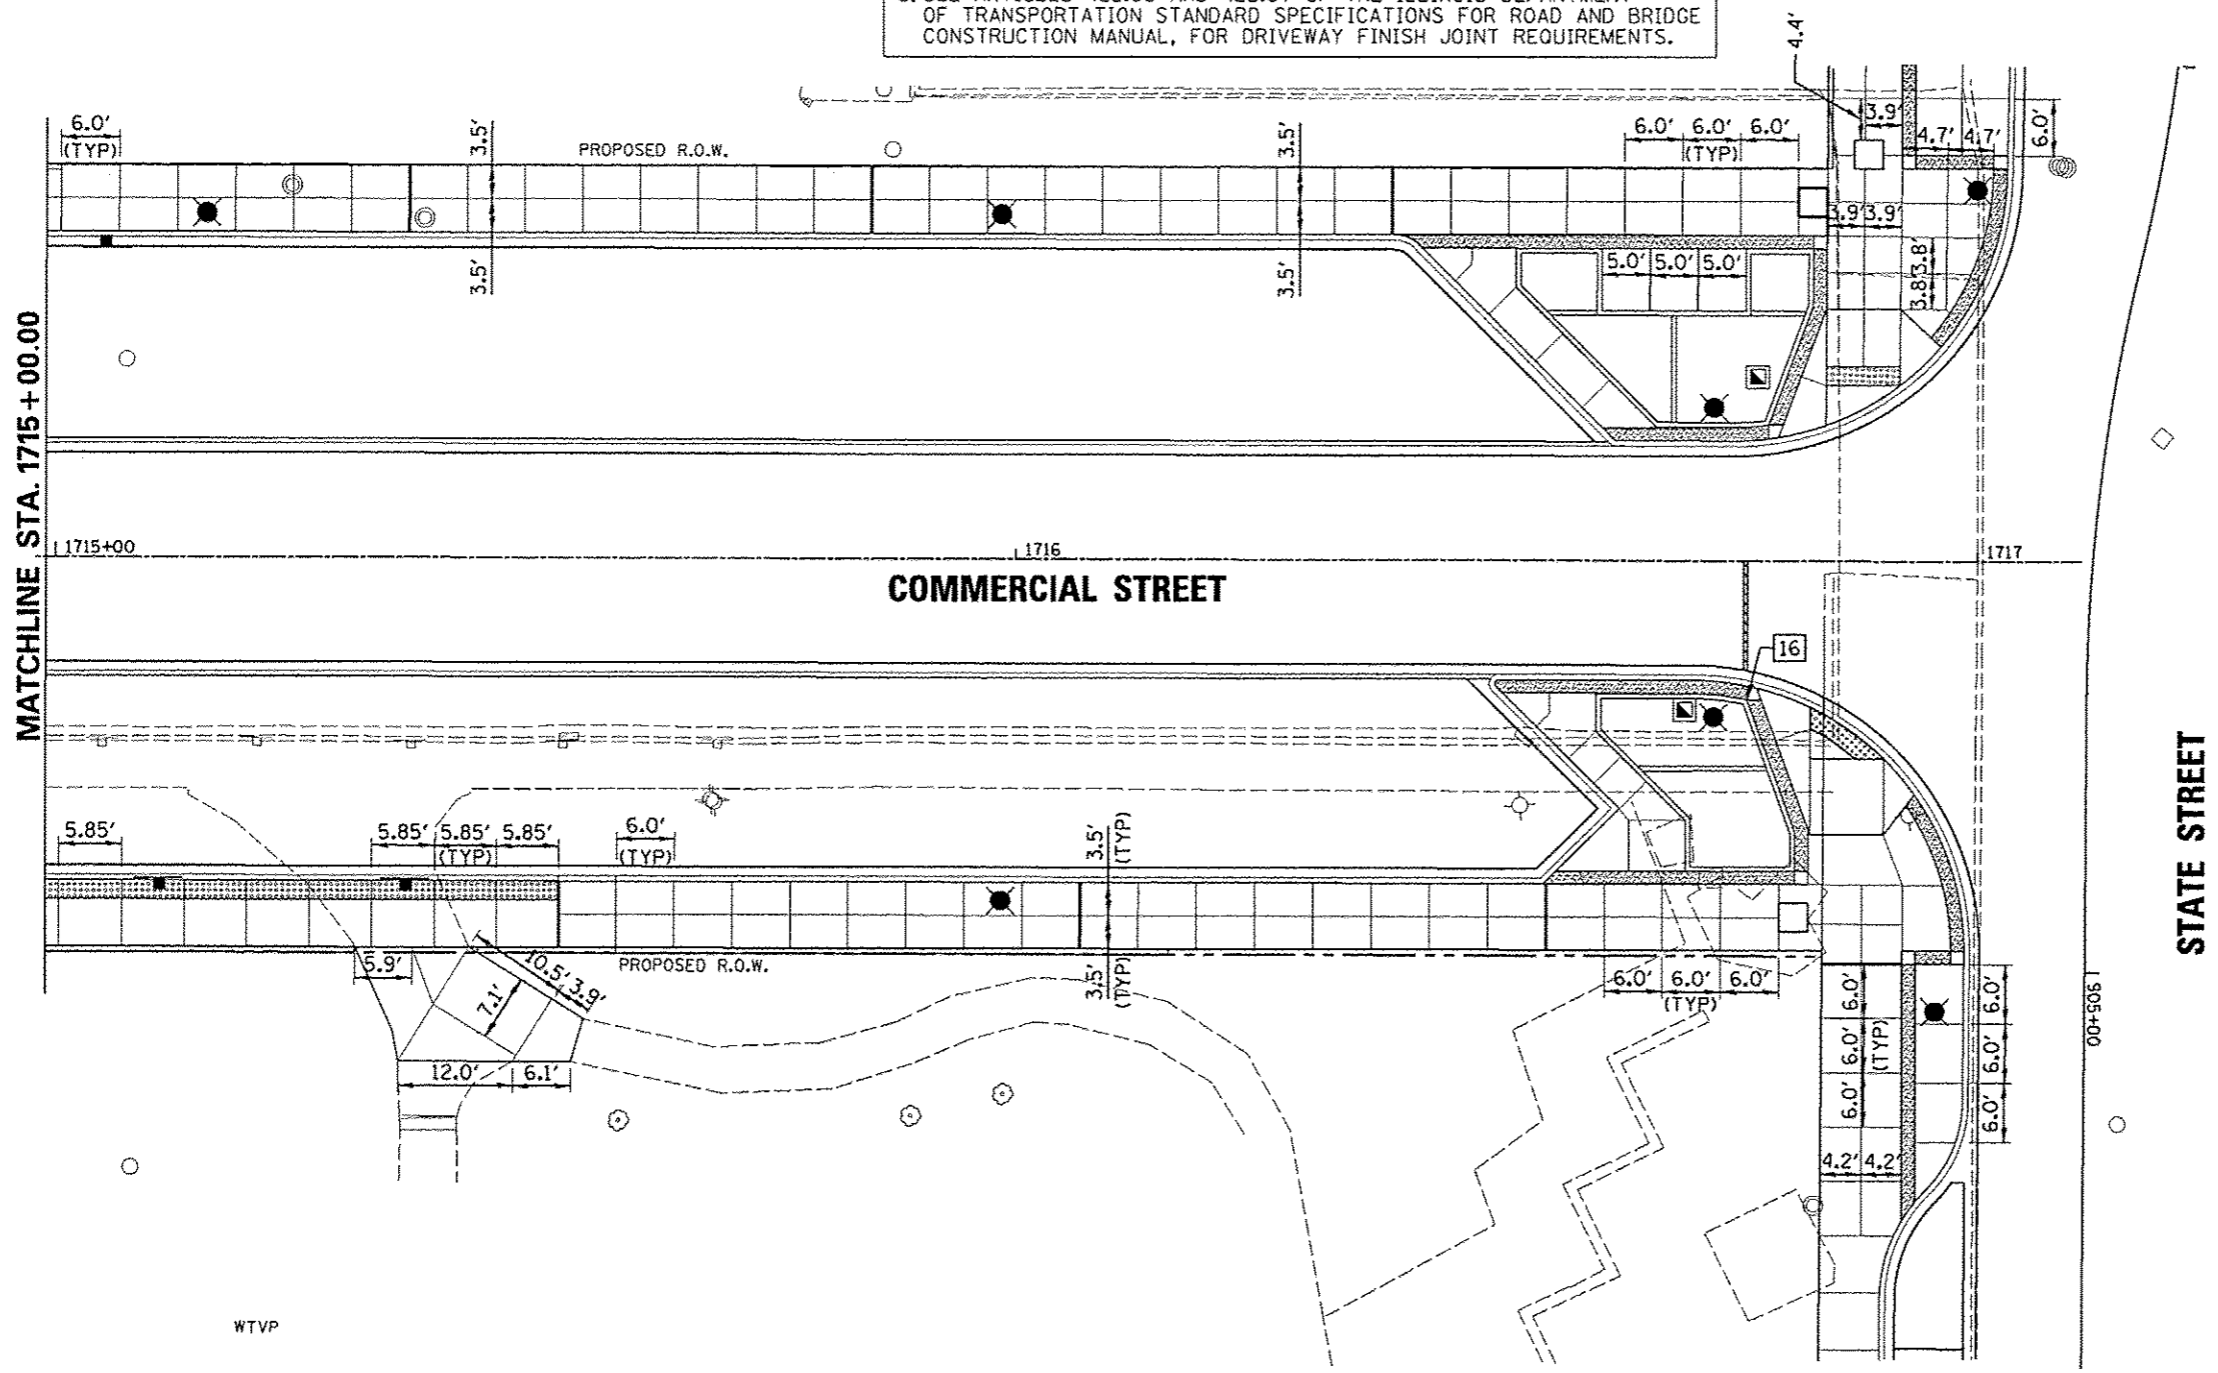 OF TRANSPORTATION STANDARD SPECIFICATIONS FOR ROAD AND BRIDGE
CONSTRUCTION MANUAL, FOR DRIVEWAY FINISH JOINT REQUIREMENTS.
4.4'
6.0'
(TYP)
3.5'
PROPOSED R.O.W.
3.5'
6.0' 6.0' 6.0'
(TYP)
3.9'
4.7' 4.7'
6.0'
3.9' 3.9'
3.5'
3.5'
5.0' 5.0' 5.0'
3.8' 3.8'
MATCHLINE STA. 1715+00.00
1715+00
1716
1717
COMMERCIAL STREET
16
STATE STREET
5.85'
5.85' 5.85' 5.85'
(TYP)
6.0'
(TYP)
3.5'
(TYP)
5.9'
10.5' 3.9'
7.1'
PROPOSED R.O.W.
3.5'
(TYP)
6.0' 6.0' 6.0'
(TYP)
6.0'
6.0'
(TYP)
6.0'
6.0'
6.0'
6.0'
905+00
12.0' 6.1'
4.2' 4.2'
WTVP